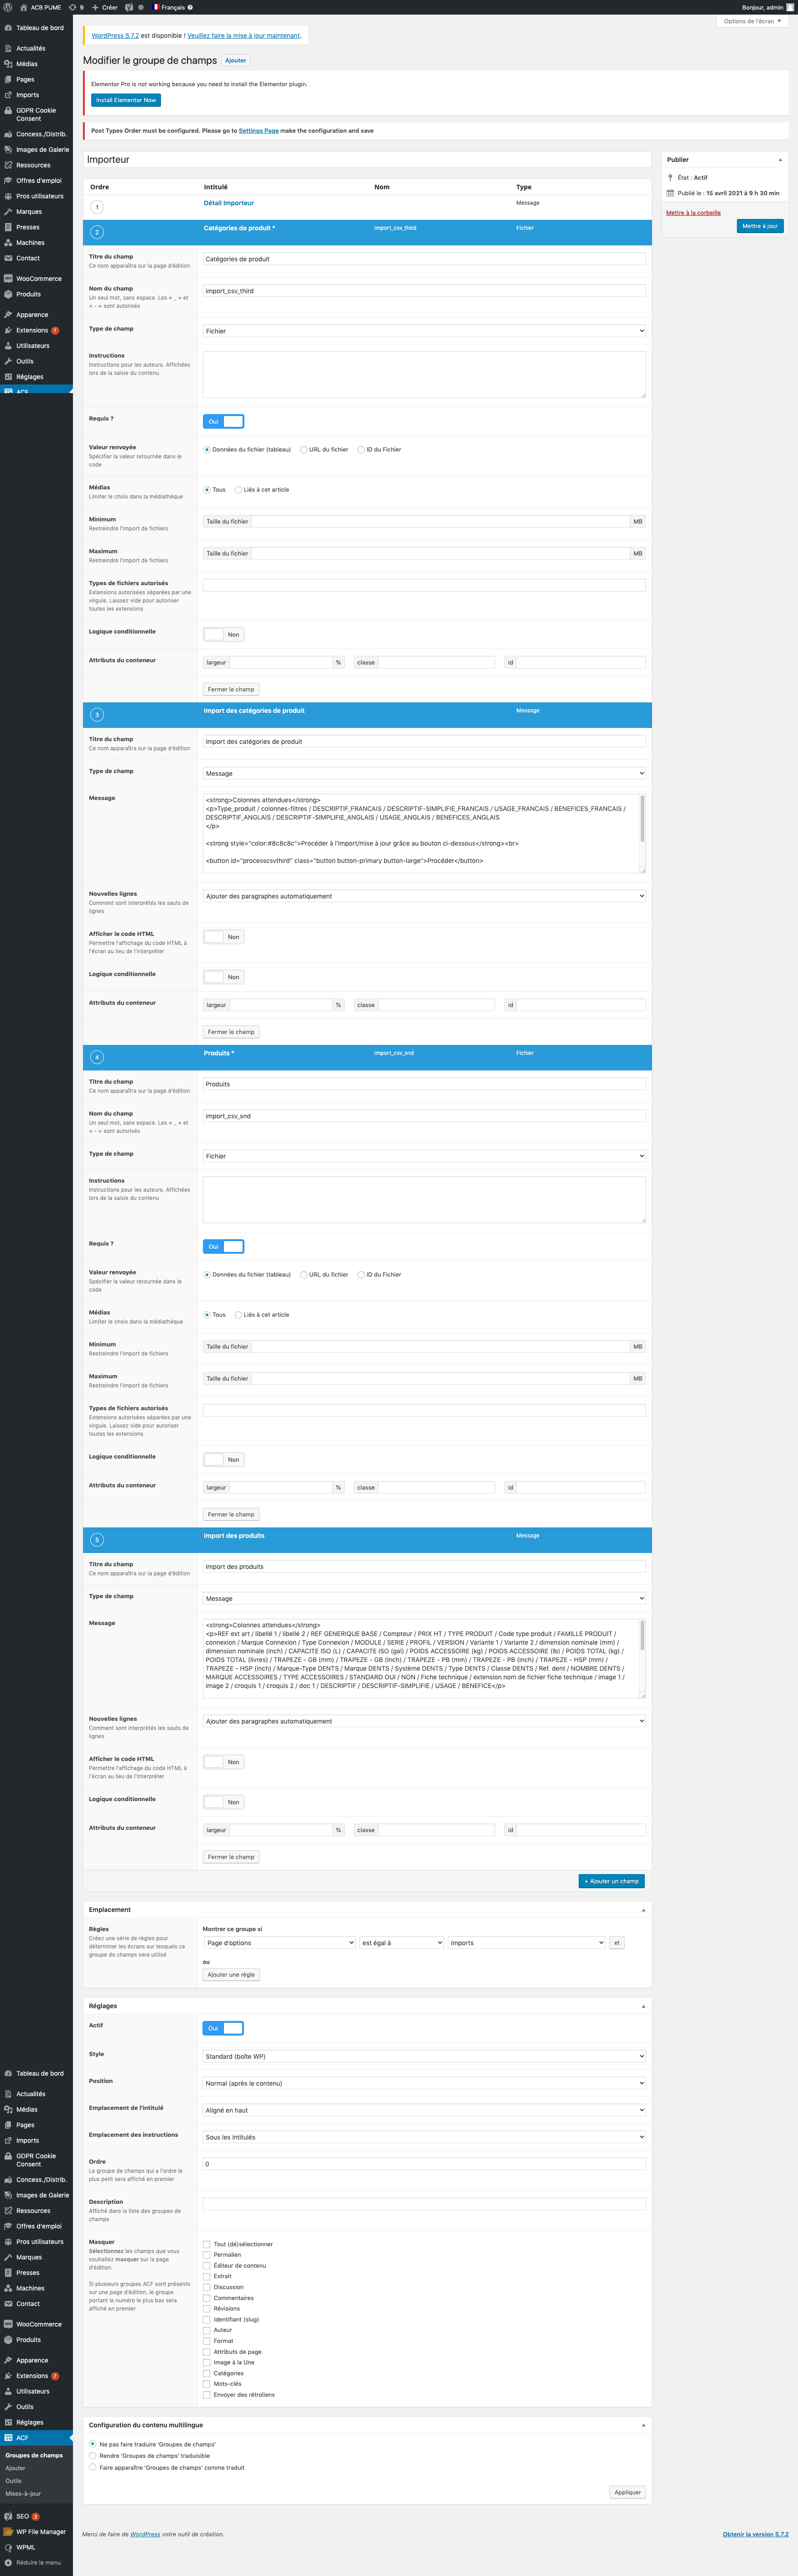 ACB PUME 9 Créer Français Bonjour, admin
Options de l'écran
Tableau de bord
Actualités
Médias
Pages
Imports
GDPR Cookie
Consent
Concess./Distrib.
Images de Galerie
Ressources
Offres d'emploi
Pros utilisateurs
Marques
Presses
Machines
Contact
WooCommerce
Produits
Apparence
Extensions 7
Utilisateurs
Outils
Réglages
ACF
WordPress 5.7.2 est disponible ! Veuillez faire la mise à jour maintenant.
Modifier le groupe de champs Ajouter
Elementor Pro is not working because you need to install the Elementor plugin.
Install Elementor Now
Post Types Order must be configured. Please go to Settings Page make the configuration and save
Importeur
Publier
État : Actif
Publié le : 15 avril 2021 à 9 h 30 min
Mettre à la corbeille
Mettre à jour
Ordre Intitulé Nom Type
1 Détail Importeur Message
2 Catégories de produit * import_csv_third Fichier
Titre du champ
Ce nom apparaîtra sur la page d'édition
Catégories de produit
Nom du champ
Un seul mot, sans espace. Les « _ » et
« - » sont autorisés
import_csv_third
Type de champ
Fichier
Instructions
Instructions pour les auteurs. Affichées
lors de la saisie du contenu
Requis ?
Oui
Valeur renvoyée
Spécifier la valeur retournée dans le
code
Données du fichier (tableau) URL du fichier ID du Fichier
Médias
Limiter le choix dans la médiathèque
Tous Liés à cet article
Minimum
Restreindre l'import de fichiers
Taille du fichier MB
Maximum
Restreindre l'import de fichiers
Taille du fichier MB
Types de fichiers autorisés
Extensions autorisées séparées par une
virgule. Laissez vide pour autoriser
toutes les extensions
Logique conditionnelle
Non
Attributs du conteneur
largeur % classe id
Fermer le champ
3 Import des catégories de produit Message
Titre du champ
Ce nom apparaîtra sur la page d'édition
Import des catégories de produit
Type de champ
Message
Message
<strong>Colonnes attendues</strong>
<p>Type_produit / colonnes-filtres / DESCRIPTIF_FRANCAIS / DESCRIPTIF-SIMPLIFIE_FRANCAIS / USAGE_FRANCAIS / BENEFICES_FRANCAIS /
DESCRIPTIF_ANGLAIS / DESCRIPTIF-SIMPLIFIE_ANGLAIS / USAGE_ANGLAIS / BENEFICES_ANGLAIS
</p>
<strong style="color:#8c8c8c">Procéder à l'import/mise à jour grâce au bouton ci-dessous</strong><br>
<button id="processcsvthird" class="button button-primary button-large">Procéder</button>
Nouvelles lignes
Comment sont interprétés les sauts de
lignes
Ajouter des paragraphes automatiquement
Afficher le code HTML
Permettre l'affichage du code HTML à
l'écran au lieu de l'interpréter
Non
Logique conditionnelle
Non
Attributs du conteneur
largeur % classe id
Fermer le champ
4 Produits * import_csv_snd Fichier
Titre du champ
Ce nom apparaîtra sur la page d'édition
Produits
Nom du champ
Un seul mot, sans espace. Les « _ » et
« - » sont autorisés
import_csv_snd
Type de champ
Fichier
Instructions
Instructions pour les auteurs. Affichées
lors de la saisie du contenu
Requis ?
Oui
Valeur renvoyée
Spécifier la valeur retournée dans le
code
Données du fichier (tableau) URL du fichier ID du Fichier
Médias
Limiter le choix dans la médiathèque
Tous Liés à cet article
Minimum
Restreindre l'import de fichiers
Taille du fichier MB
Maximum
Restreindre l'import de fichiers
Taille du fichier MB
Types de fichiers autorisés
Extensions autorisées séparées par une
virgule. Laissez vide pour autoriser
toutes les extensions
Logique conditionnelle
Non
Attributs du conteneur
largeur % classe id
Fermer le champ
5 Import des produits Message
Titre du champ
Ce nom apparaîtra sur la page d'édition
Import des produits
Type de champ
Message
Message
<strong>Colonnes attendues</strong>
<p>REF ext art / libellé 1 / libellé 2 / REF GENERIQUE BASE / Compteur / PRIX HT / TYPE PRODUIT / Code type produit / FAMILLE PRODUIT /
connexion / Marque Connexion / Type Connexion / MODULE / SERIE / PROFIL / VERSION / Variante 1 / Variante 2 / dimension nominale (mm) /
dimension nominale (inch) / CAPACITE ISO (L) / CAPACITE ISO (gal) / POIDS ACCESSOIRE (kg) / POIDS ACCESSOIRE (lb) / POIDS TOTAL (kg) /
POIDS TOTAL (livres) / TRAPEZE - GB (mm) / TRAPEZE - GB (inch) / TRAPEZE - PB (mm) / TRAPEZE - PB (inch) / TRAPEZE - HSP (mm) /
TRAPEZE - HSP (inch) / Marque-Type DENTS / Marque DENTS / Système DENTS / Type DENTS / Classe DENTS / Ref. dent / NOMBRE DENTS /
MARQUE ACCESSOIRES / TYPE ACCESSOIRES / STANDARD OUI / NON / Fiche technique / extension nom de fichier fiche technique / image 1 /
image 2 / croquis 1 / croquis 2 / doc 1 / DESCRIPTIF / DESCRIPTIF-SIMPLIFIE / USAGE / BENEFICE</p>
Nouvelles lignes
Comment sont interprétés les sauts de
lignes
Ajouter des paragraphes automatiquement
Afficher le code HTML
Permettre l'affichage du code HTML à
l'écran au lieu de l'interpréter
Non
Logique conditionnelle
Non
Attributs du conteneur
largeur % classe id
Fermer le champ
+ Ajouter un champ
Emplacement
Règles
Créez une série de règles pour
déterminer les écrans sur lesquels ce
groupe de champs sera utilisé
Montrer ce groupe si
Page d'options est égal à Imports et
ou
Ajouter une règle
Réglages
Actif
Oui
Style
Standard (boîte WP)
Position
Normal (après le contenu)
Emplacement de l'intitulé
Aligné en haut
Emplacement des instructions
Sous les intitulés
Ordre
Le groupe de champs qui a l'ordre le
plus petit sera affiché en premier
0
Description
Affiché dans la liste des groupes de
champs
Masquer
Sélectionnez les champs que vous
souhaitez masquer sur la page
d'édition.
Si plusieurs groupes ACF sont présents
sur une page d'édition, le groupe
portant le numéro le plus bas sera
affiché en premier
Tout (dé)sélectionner
Permalien
Éditeur de contenu
Extrait
Discussion
Commentaires
Révisions
Identifiant (slug)
Auteur
Format
Attributs de page
Image à la Une
Catégories
Mots-clés
Envoyer des rétroliens
Configuration du contenu multilingue
Ne pas faire traduire 'Groupes de champs'
Rendre 'Groupes de champs' traduisible
Faire apparaître 'Groupes de champs' comme traduit
Appliquer
Tableau de bord
Actualités
Médias
Pages
Imports
GDPR Cookie
Consent
Concess./Distrib.
Images de Galerie
Ressources
Offres d'emploi
Pros utilisateurs
Marques
Presses
Machines
Contact
WooCommerce
Produits
Apparence
Extensions 7
Utilisateurs
Outils
Réglages
ACF
Groupes de champs
Ajouter
Outils
Mises-à-jour
SEO 2
WP File Manager
WPML
Réduire le menu
Merci de faire de WordPress votre outil de création.
Obtenir la version 5.7.2